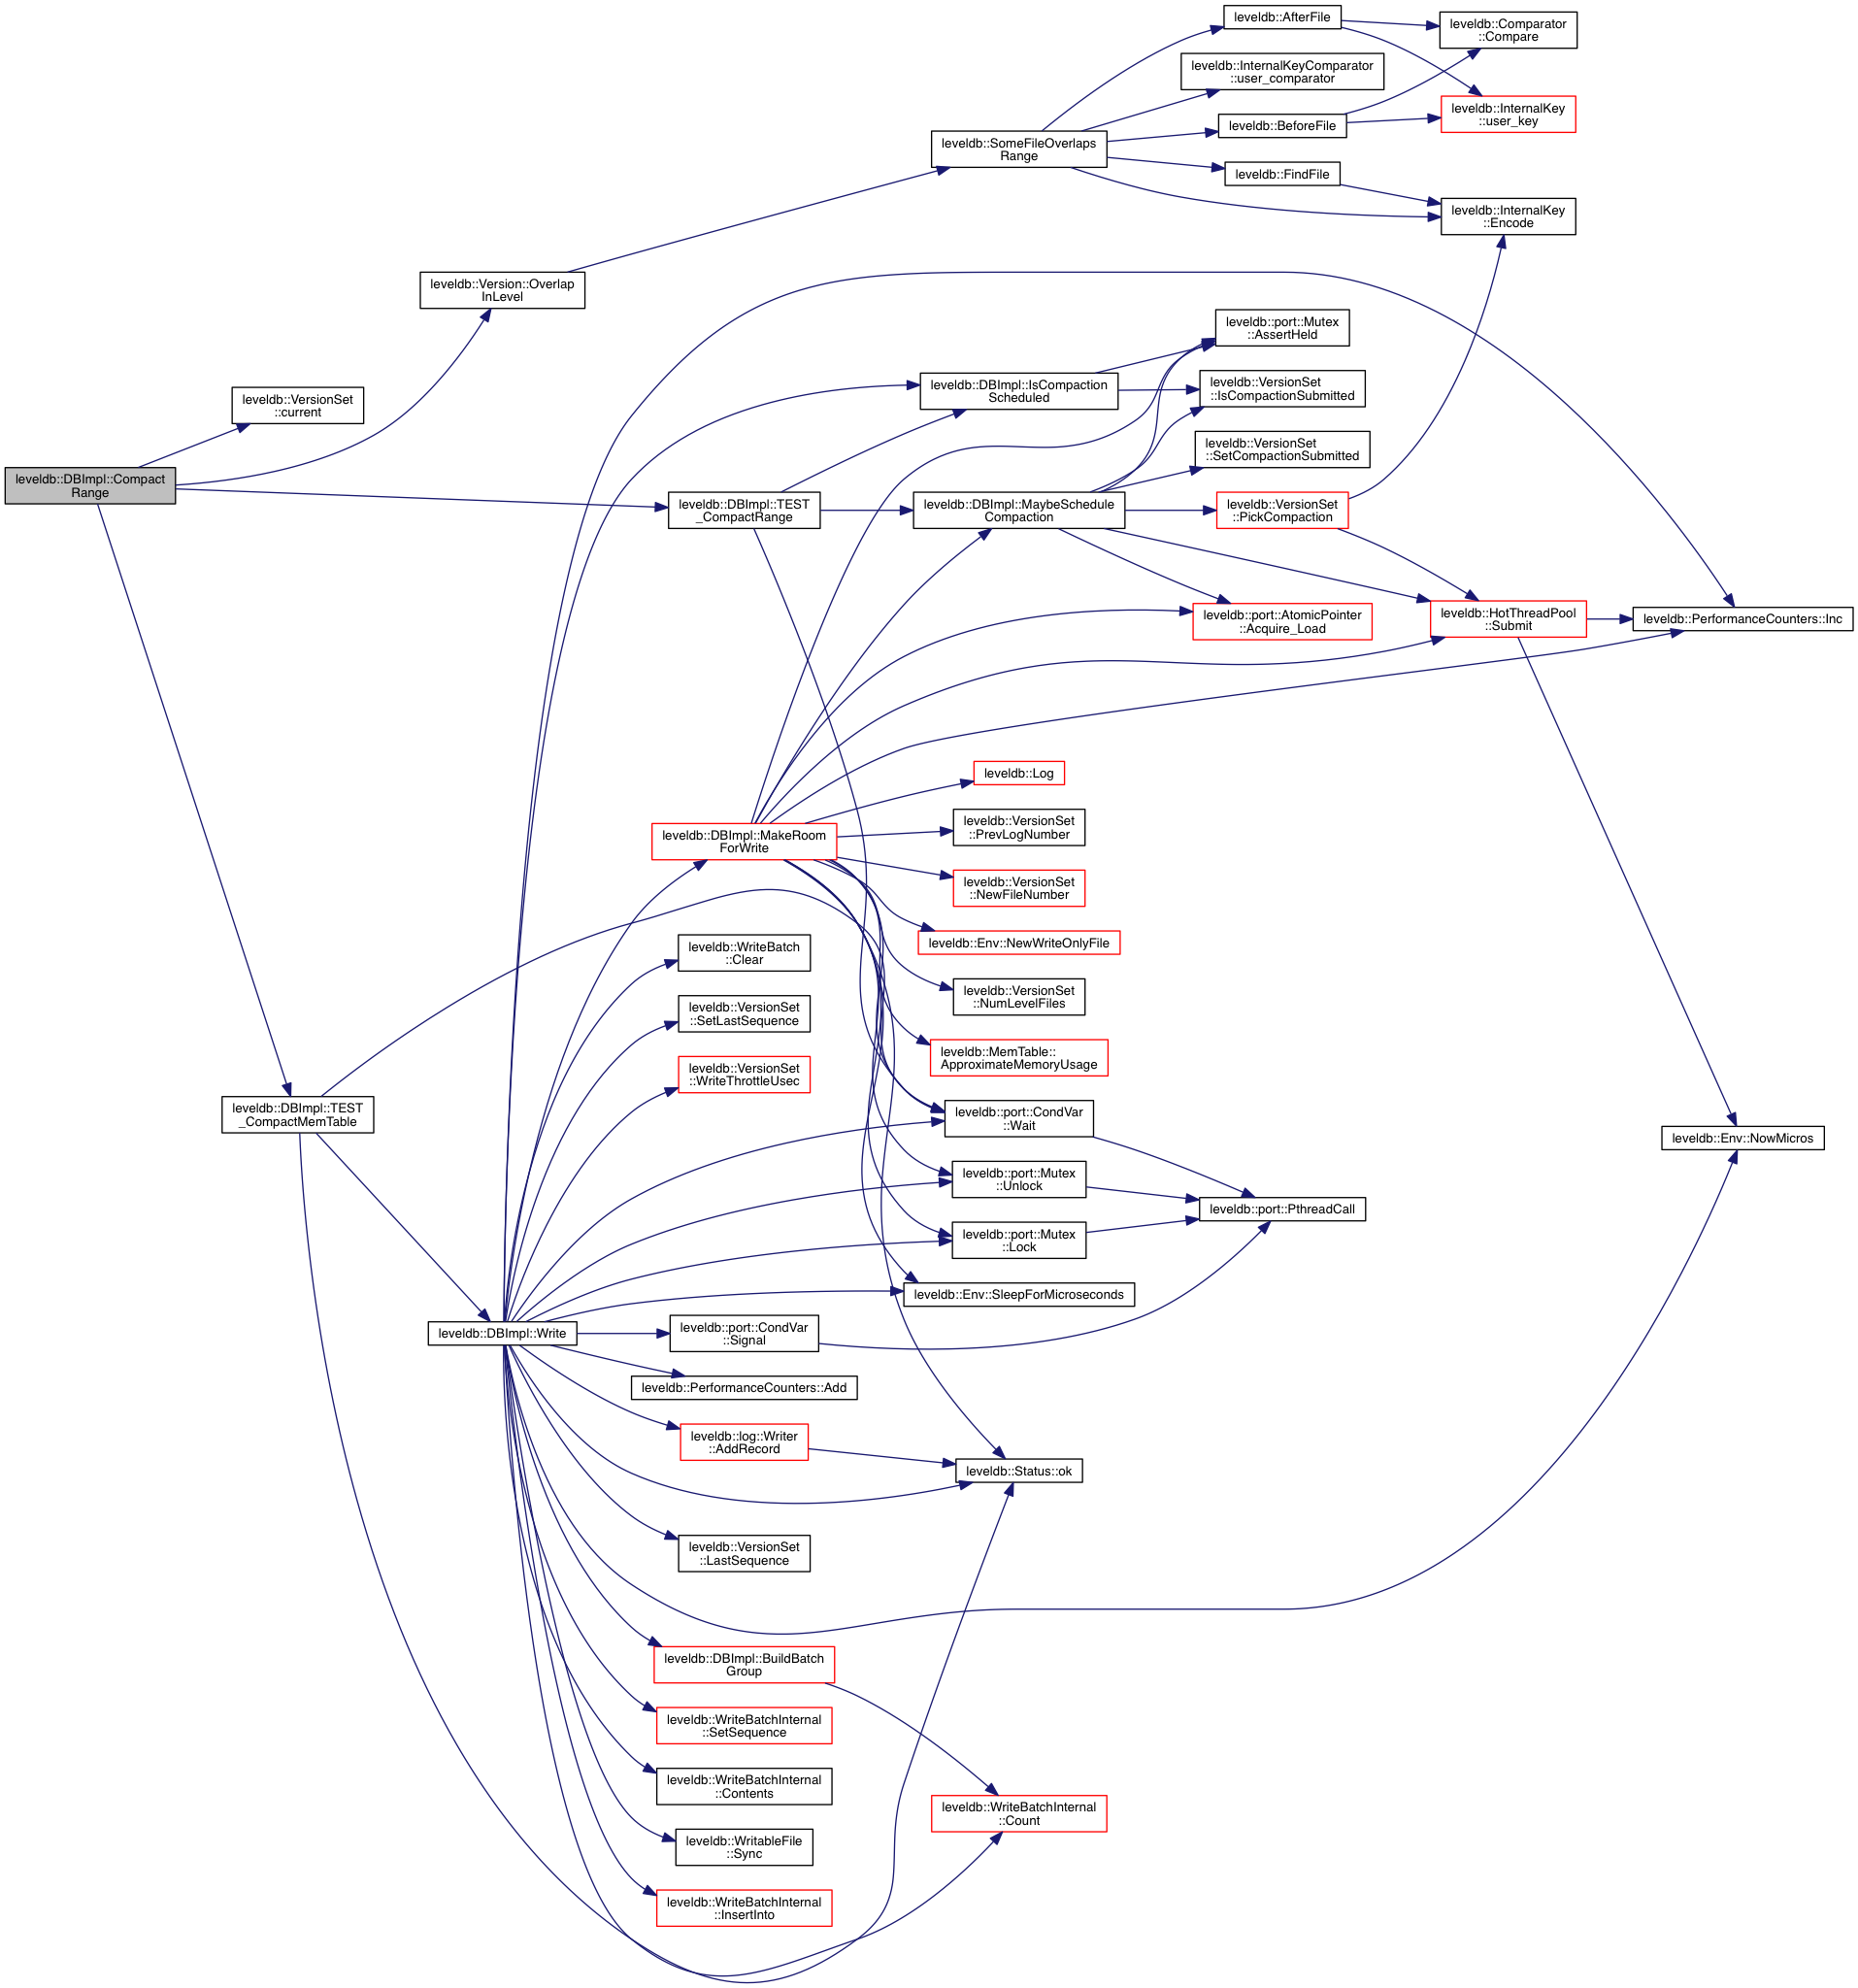 leveldb::AfterFile
leveldb::Comparator
::Compare
leveldb::InternalKeyComparator
::user_comparator
leveldb::InternalKey
::user_key
leveldb::BeforeFile
leveldb::SomeFileOverlaps
Range
leveldb::FindFile
leveldb::InternalKey
::Encode
leveldb::Version::Overlap
InLevel
leveldb::port::Mutex
::AssertHeld
leveldb::VersionSet
::current
leveldb::DBImpl::IsCompaction
Scheduled
leveldb::VersionSet
::IsCompactionSubmitted
leveldb::VersionSet
::SetCompactionSubmitted
leveldb::DBImpl::Compact
Range
leveldb::DBImpl::TEST
_CompactRange
leveldb::DBImpl::MaybeSchedule
Compaction
leveldb::VersionSet
::PickCompaction
leveldb::port::AtomicPointer
::Acquire_Load
leveldb::HotThreadPool
::Submit
leveldb::PerformanceCounters::Inc
leveldb::Log
leveldb::DBImpl::MakeRoom
ForWrite
leveldb::VersionSet
::PrevLogNumber
leveldb::VersionSet
::NewFileNumber
leveldb::Env::NewWriteOnlyFile
leveldb::WriteBatch
::Clear
leveldb::VersionSet
::NumLevelFiles
leveldb::VersionSet
::SetLastSequence
leveldb::MemTable::
ApproximateMemoryUsage
leveldb::VersionSet
::WriteThrottleUsec
leveldb::DBImpl::TEST
_CompactMemTable
leveldb::port::CondVar
::Wait
leveldb::Env::NowMicros
leveldb::port::Mutex
::Unlock
leveldb::port::PthreadCall
leveldb::port::Mutex
::Lock
leveldb::Env::SleepForMicroseconds
leveldb::DBImpl::Write
leveldb::port::CondVar
::Signal
leveldb::PerformanceCounters::Add
leveldb::log::Writer
::AddRecord
leveldb::Status::ok
leveldb::VersionSet
::LastSequence
leveldb::DBImpl::BuildBatch
Group
leveldb::WriteBatchInternal
::SetSequence
leveldb::WriteBatchInternal
::Contents
leveldb::WriteBatchInternal
::Count
leveldb::WritableFile
::Sync
leveldb::WriteBatchInternal
::InsertInto